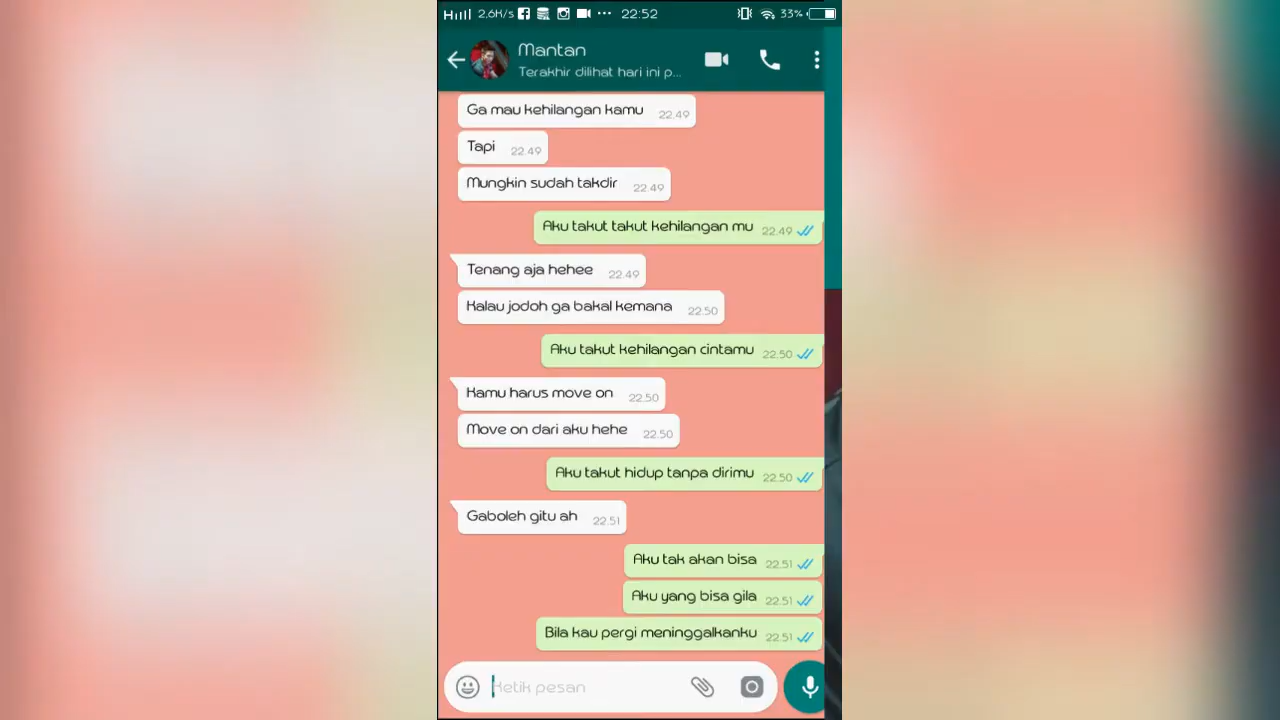 2,6K/s 22:52 33%
Mantan
Terakhir dilihat hari ini p...
Ga mau kehilangan kamu 22.49
Tapi 22.49
Mungkin sudah takdir 22.49
Aku takut takut kehilangan mu 22.49
Tenang aja hehee 22.49
Kalau jodoh ga bakal kemana 22.50
Aku takut kehilangan cintamu 22.50
Kamu harus move on 22.50
Move on dari aku hehe 22.50
Aku takut hidup tanpa dirimu 22.50
Gaboleh gitu ah 22.51
Aku tak akan bisa 22.51
Aku yang bisa gila 22.51
Bila kau pergi meninggalkanku 22.51
Ketik pesan